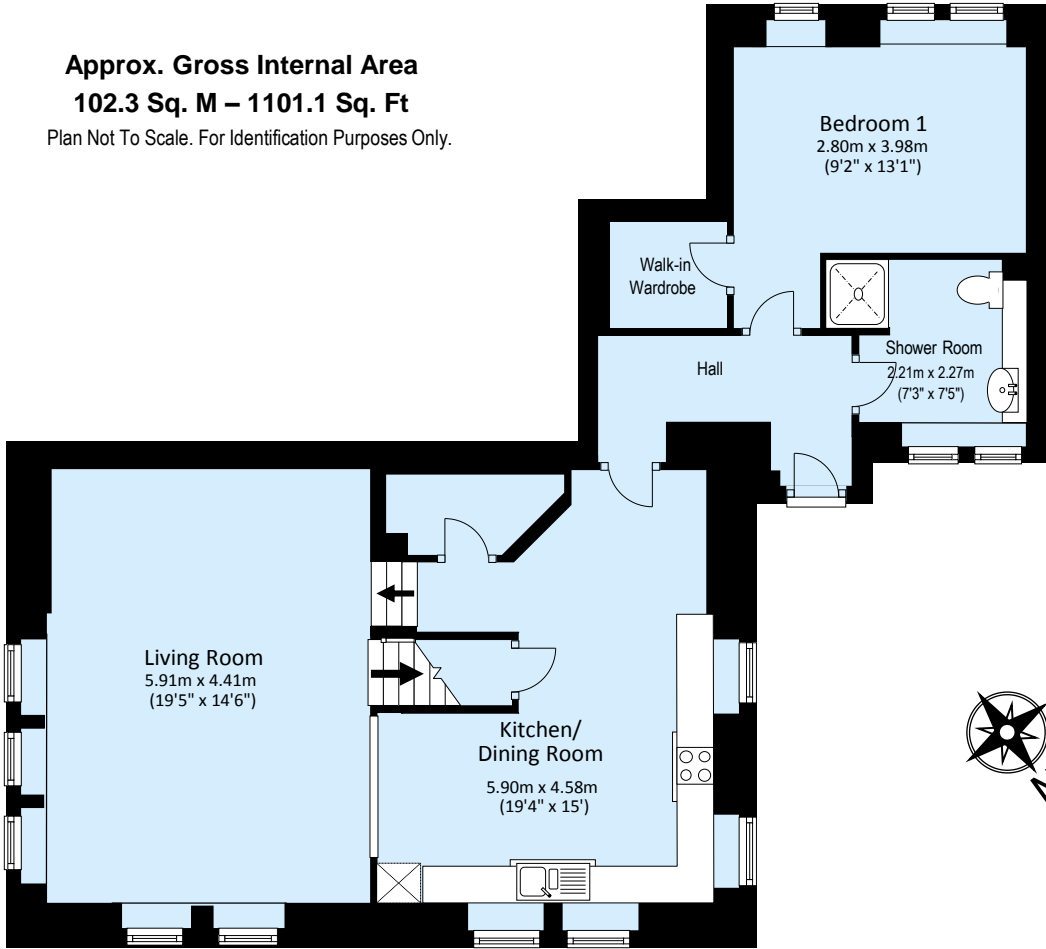 Approx. Gross Internal Area
102.3 Sq. M – 1101.1 Sq. Ft
Plan Not To Scale. For Identification Purposes Only.
Bedroom 1
2.80m x 3.98m
(9'2" x 13'1")
Walk-in
Wardrobe
Shower Room
2.21m x 2.27m
(7'3" x 7'5")
Hall
Living Room
5.91m x 4.41m
(19'5" x 14'6")
Kitchen/
Dining Room
5.90m x 4.58m
(19'4" x 15')
N